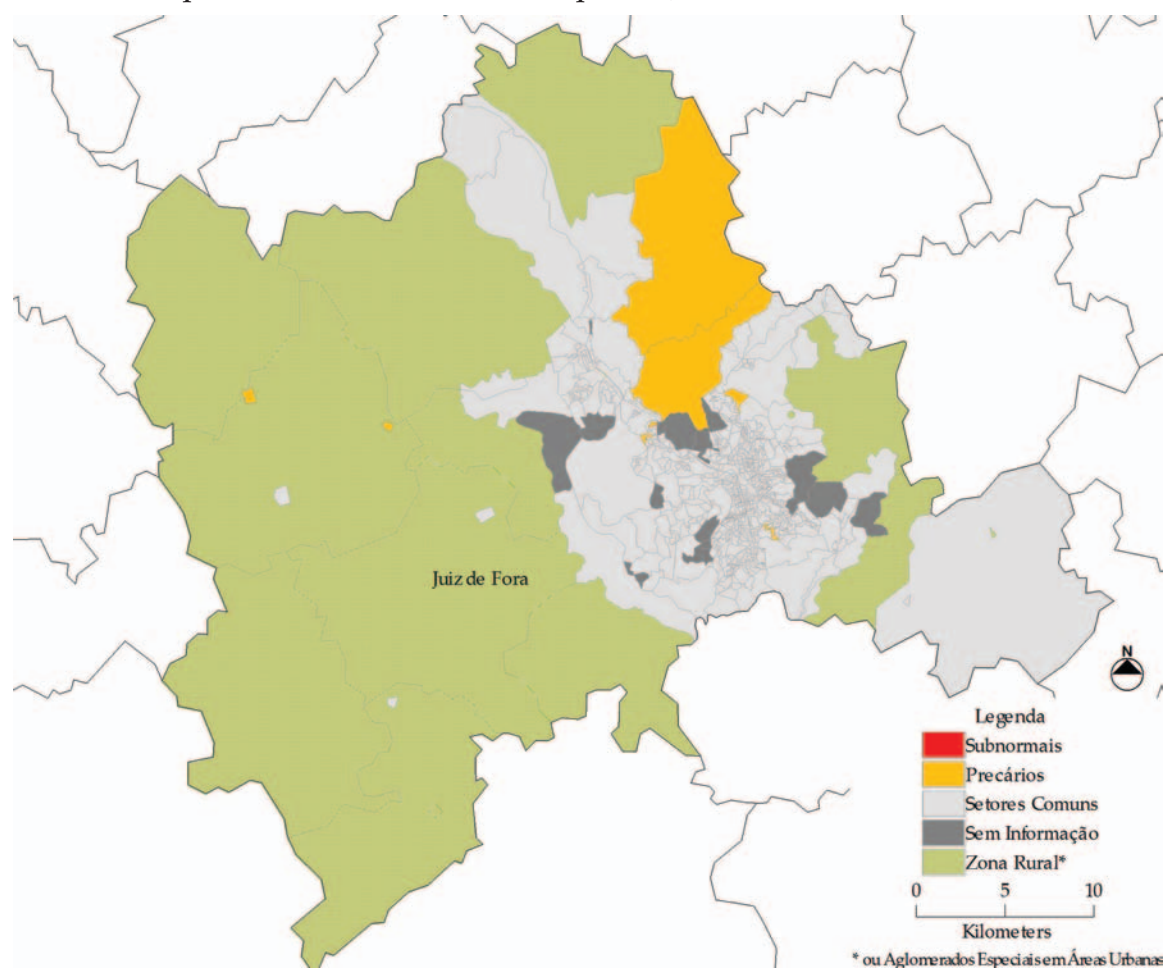 Juiz de Fora
N
Legenda
Subnormais
Precários
Setores Comuns
Sem Informação
Zona Rural*
0 5 10
Kilometers
* ou Aglomerados Especiais em Áreas Urbanas